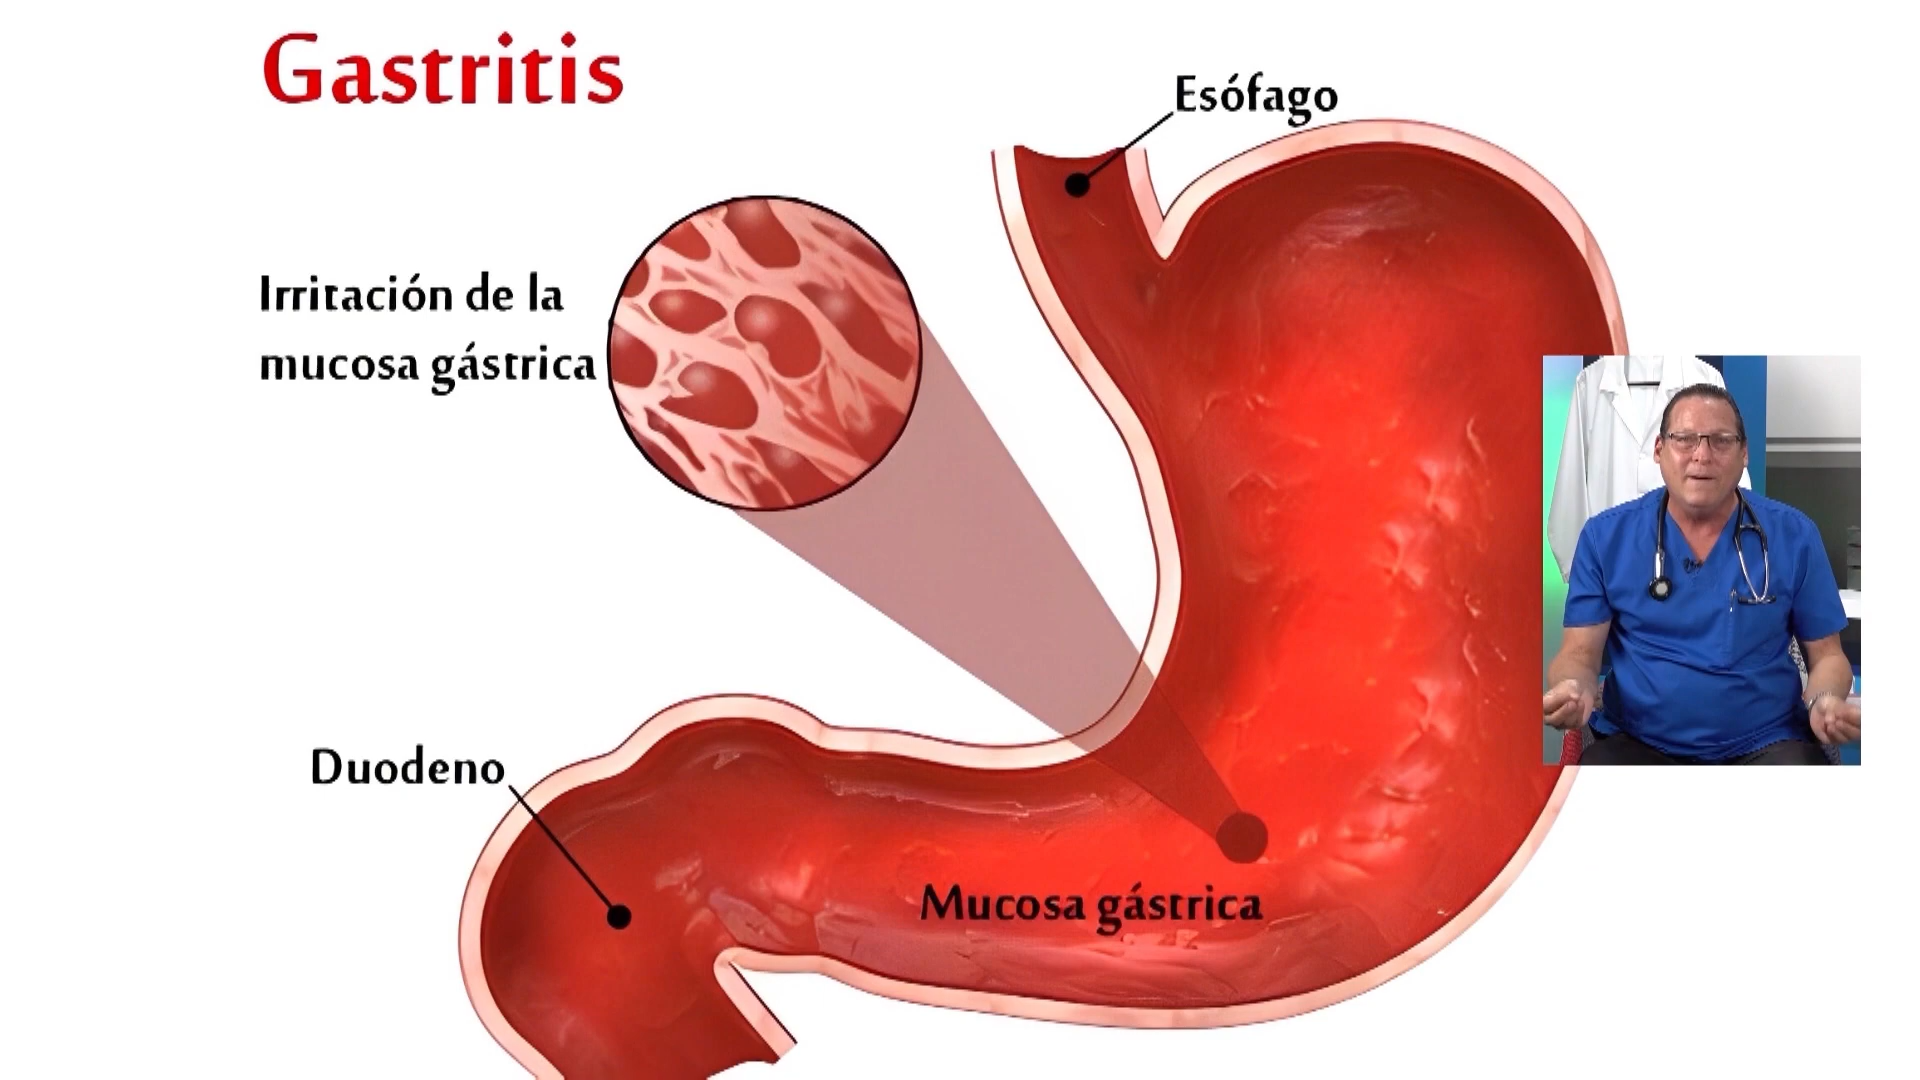 Gastritis
Esófago
Irritación de la
mucosa gástrica
Duodeno
Mucosa gástrica